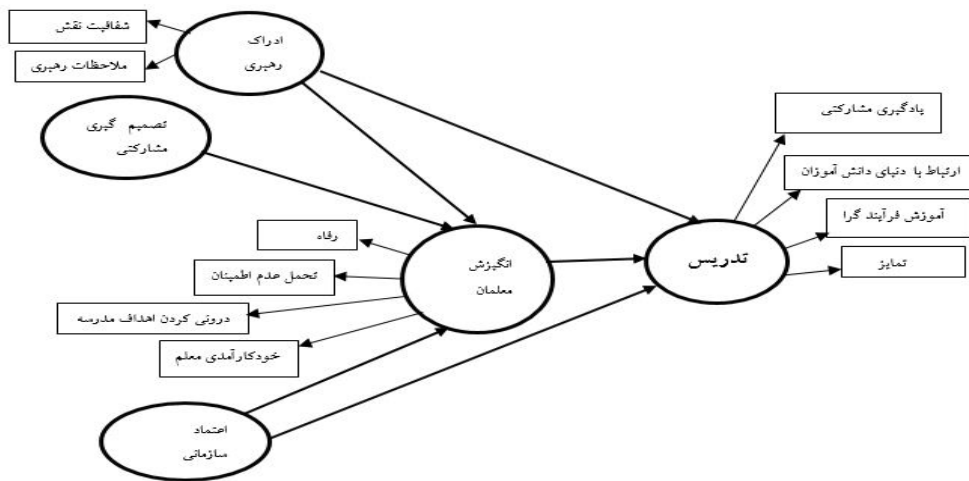 شفافیت نقش
ادراک
رهبری
ملاحظات رهبری
تصمیم گیری
مشارکتی
یادگیری مشارکتی
ارتباط با دنیای دانش آموزان
آموزش فرآیند گرا
تمایز
تدریس
رفاه
انگیزش
معلمان
تحمل عدم اطمینان
درونی کردن اهداف مدرسه
خودکارآمدی معلم
اعتماد
سازمانی